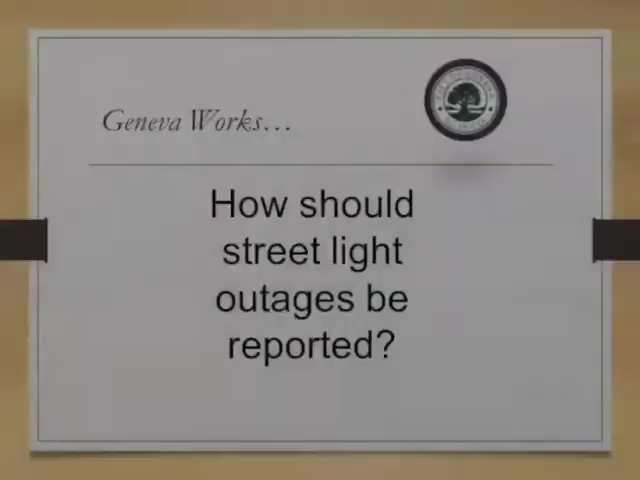 Geneva Works...
How should
street light
outages be
reported?